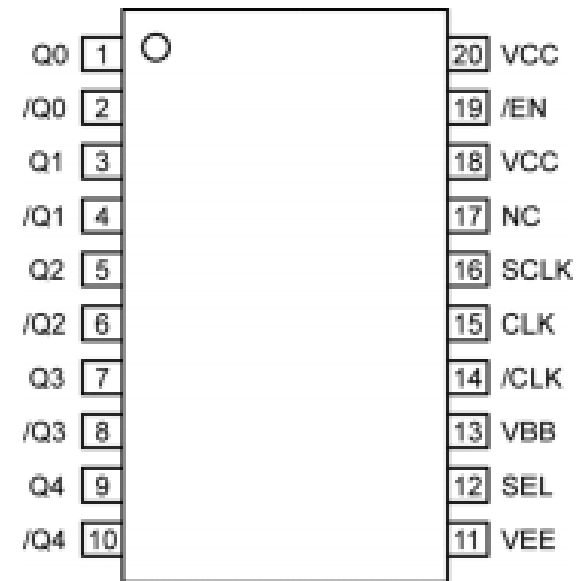 Q0 1 20 VCC
/Q0 2 19 /EN
Q1 3 18 VCC
/Q1 4 17 NC
Q2 5 16 SCLK
/Q2 6 15 CLK
Q3 7 14 /CLK
/Q3 8 13 VBB
Q4 9 12 SEL
/Q4 10 11 VEE